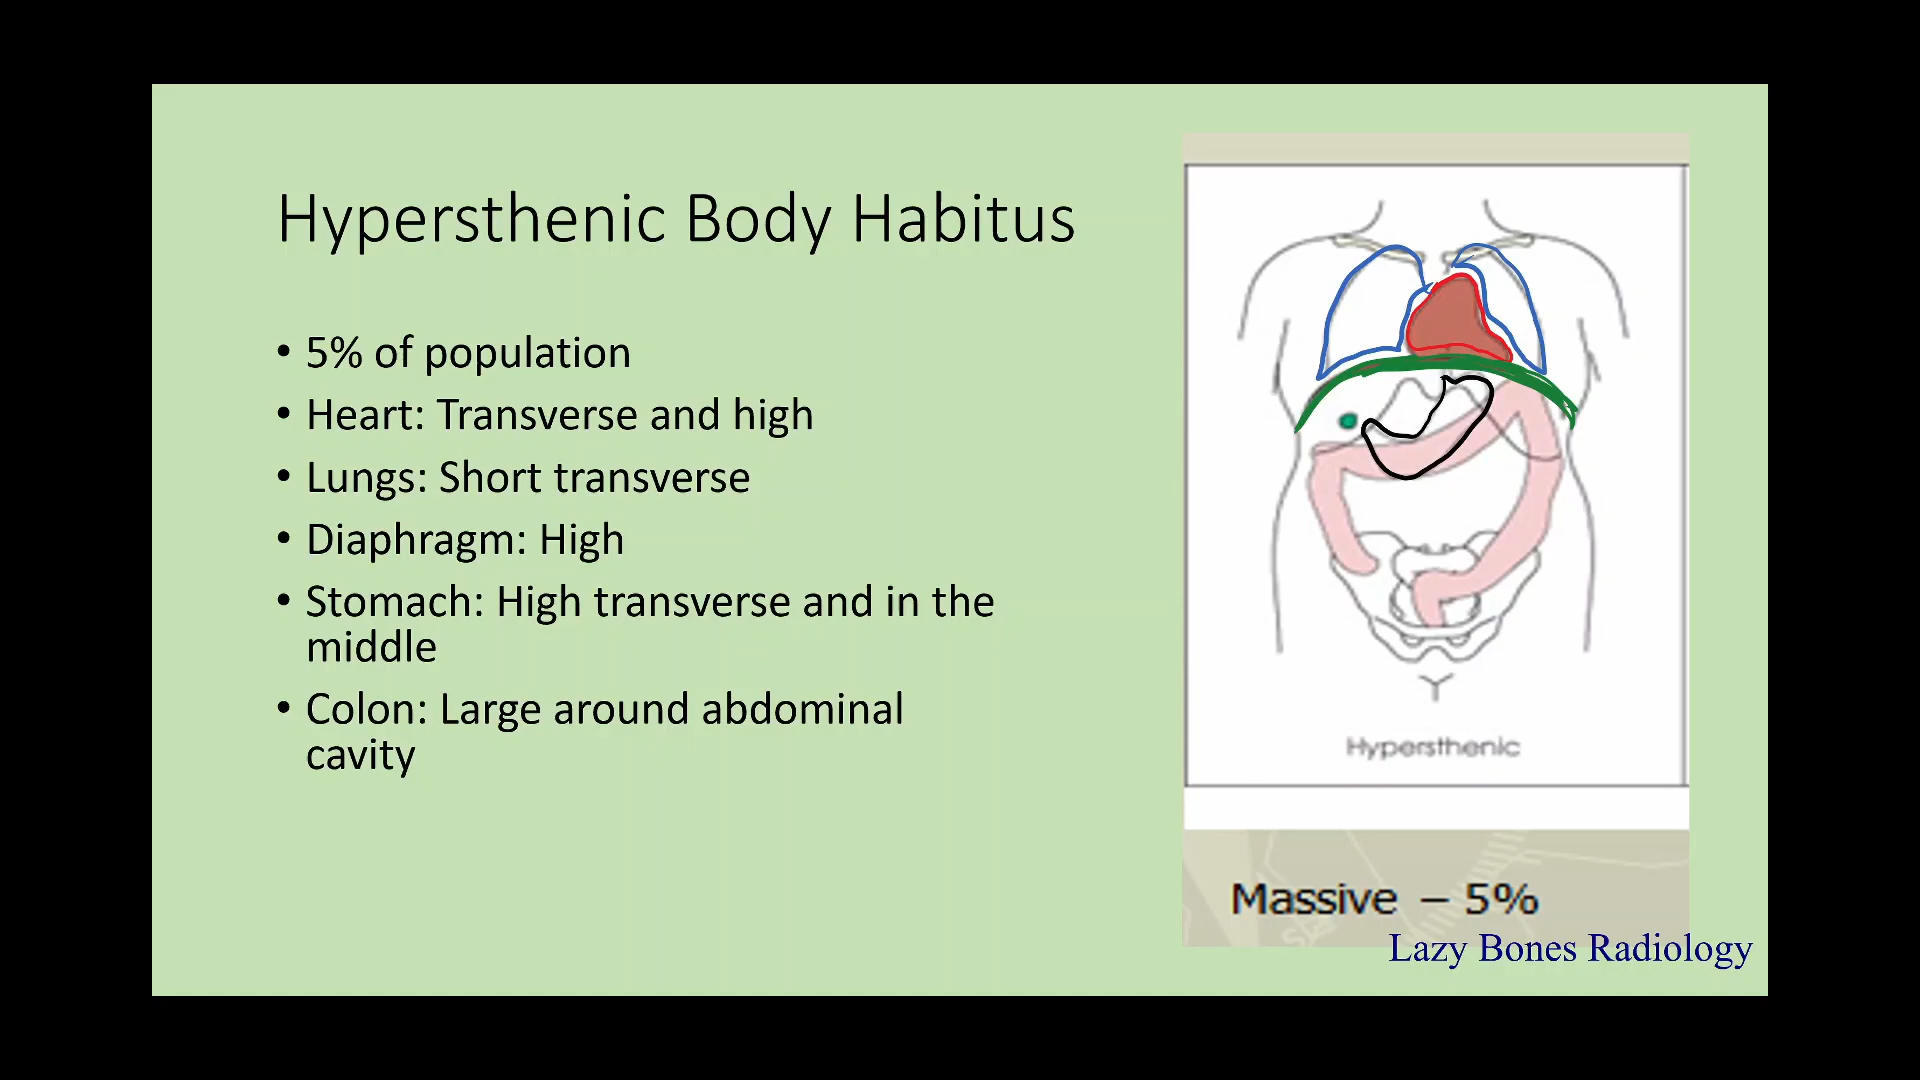 Hypersthenic Body Habitus
• 5% of population
• Heart: Transverse and high
• Lungs: Short transverse
• Diaphragm: High
• Stomach: High transverse and in the
middle
• Colon: Large around abdominal
cavity
Hypersthenic
Massive – 5%
Lazy Bones Radiology